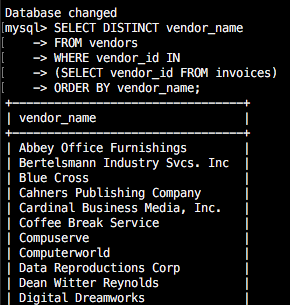 Database changed
mysql> SELECT DISTINCT vendor_name
    -> FROM vendors
    -> WHERE vendor_id IN
    -> (SELECT vendor_id FROM invoices)
    -> ORDER BY vendor_name;
+--------------------------------+
| vendor_name                    |
+--------------------------------+
| Abbey Office Furnishings       |
| Bertelsmann Industry Svcs. Inc |
| Blue Cross                     |
| Cahners Publishing Company     |
| Cardinal Business Media, Inc.  |
| Coffee Break Service           |
| Compuserve                     |
| Computerworld                  |
| Data Reproductions Corp        |
| Dean Witter Reynolds           |
| Digital Dreamworks             |